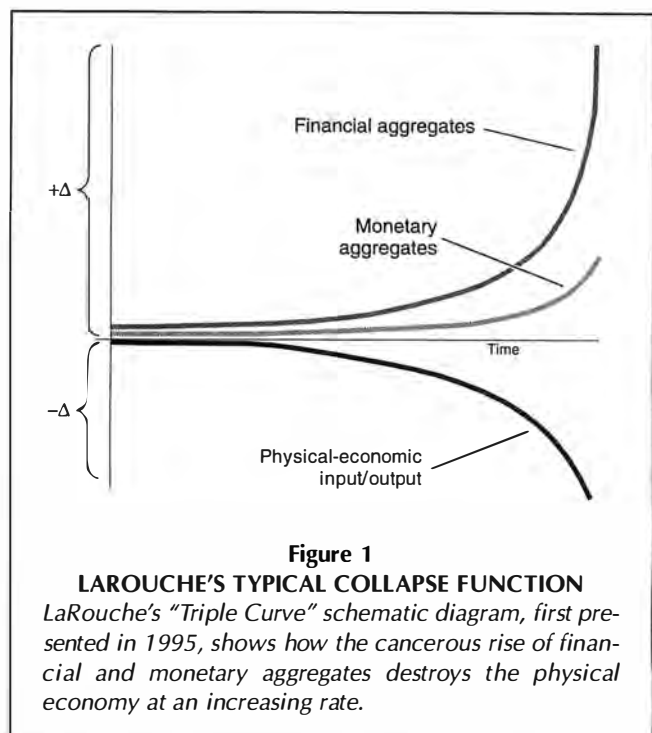 Financial aggregates
+Δ
Monetary
aggregates
Time
−Δ
Physical-economic
input/output
Figure 1
LAROUCHE'S TYPICAL COLLAPSE FUNCTION
LaRouche's "Triple Curve" schematic diagram, first pre-
sented in 1995, shows how the cancerous rise of finan-
cial and monetary aggregates destroys the physical
economy at an increasing rate.